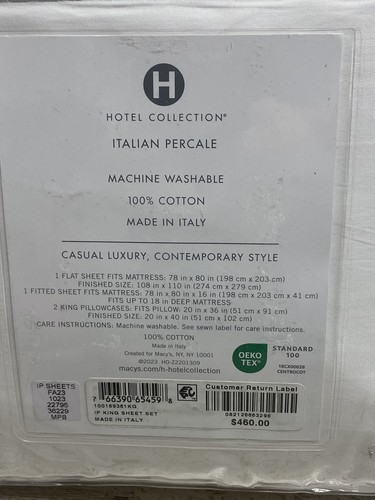 H
HOTEL COLLECTION®
ITALIAN PERCALE
MACHINE WASHABLE
100% COTTON
MADE IN ITALY
CASUAL LUXURY, CONTEMPORARY STYLE
1 FLAT SHEET FITS MATTRESS: 78 in x 80 in (198 cm x 203 cm)
FINISHED SIZE: 108 in x 110 in (274 cm x 279 cm)
1 FITTED SHEET FITS MATTRESS: 78 in x 80 in x 16 in (198 cm x 203 cm x 41 cm)
FITS UP TO 18 in DEEP MATTRESS
2 KING PILLOWCASES: FITS PILLOW: 20 in x 36 in (51 cm x 91 cm)
FINISHED SIZE: 20 in x 40 in (51 cm x 102 cm)
CARE INSTRUCTIONS: Machine washable. See sewn label for care instructions.
100% COTTON
Made in Italy
Created for Macy's, NY, NY 10001
©2023 HO-Z2201309
macys.com/h-hotelcollection
OEKO
TEX®
STANDARD
100
18CX00028
CENTROCOT
IP SHEETS
FA23
1023
22796
36229
MPB
7 66390 65459 8
100169361KG
IP KING SHEET SET
MADE IN ITALY
Customer Return Label
$460.00